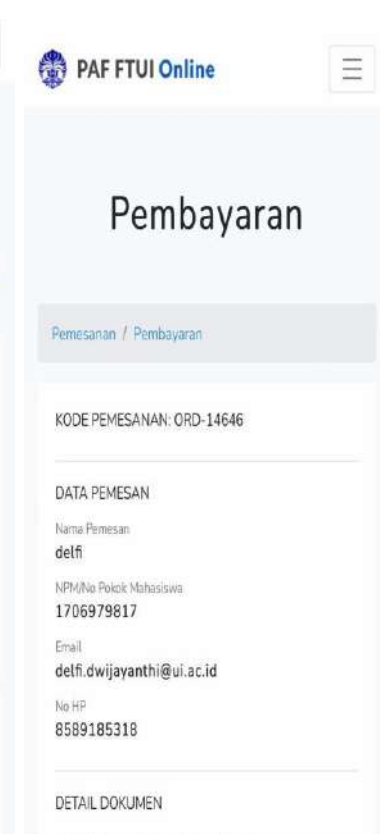 PAF FTUI Online
Pembayaran
Pemesanan / Pembayaran
KODE PEMESANAN: ORD-14646
DATA PEMESAN
Nama Pemesan
delfi
NPM/No Pokok Mahasiswa
1706979817
Email
delfi.dwijayanthi@ui.ac.id
No HP
8589185318
DETAIL DOKUMEN